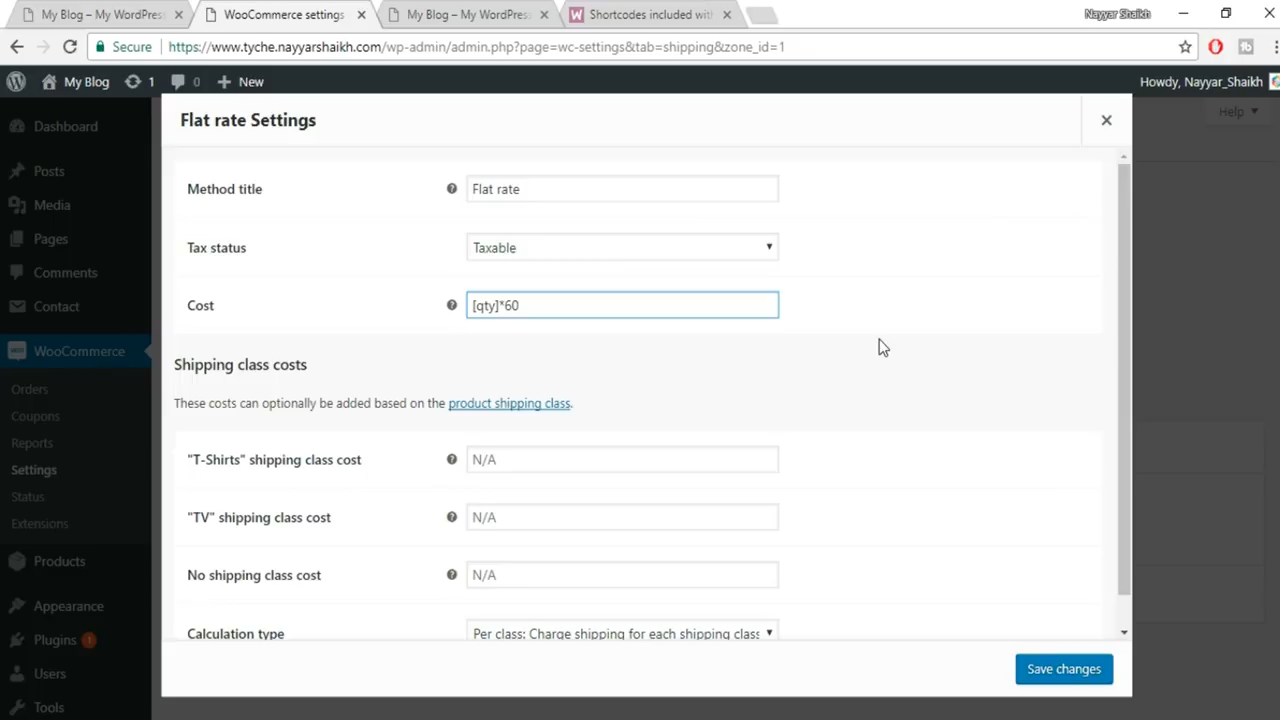 My Blog – My WordPress
WooCommerce settings
My Blog – My WordPress
Shortcodes included with
Nayyar Shaikh
Secure
https://www.tyche.nayyarshaikh.com/wp-admin/admin.php?page=wc-settings&tab=shipping&zone_id=1
My Blog
1
0
New
Howdy, Nayyar_Shaikh
Flat rate Settings
Help
Dashboard
Posts
Media
Pages
Comments
Contact
WooCommerce
Orders
Coupons
Reports
Settings
Status
Extensions
Products
Appearance
Plugins 1
Users
Tools
Method title
Flat rate
Tax status
Taxable
Cost
[qty]*60
Shipping class costs
These costs can optionally be added based on the product shipping class.
"T-Shirts" shipping class cost
N/A
"TV" shipping class cost
N/A
No shipping class cost
N/A
Calculation type
Per class: Charge shipping for each shipping class
Save changes